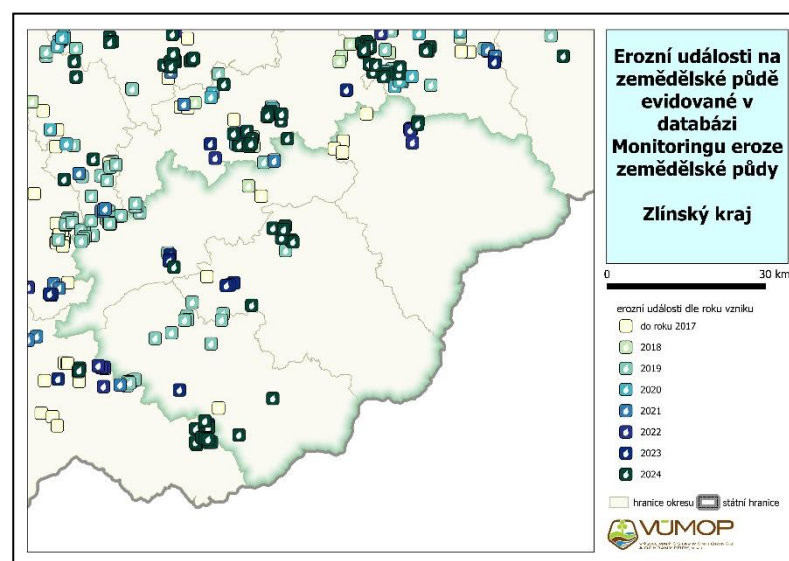 Erozní události na
zemědělské půdě
evidované v
databázi
Monitoringu eroze
zemědělské půdy
Zlínský kraj
0 30 km
erozní události dle roku vzniku
do roku 2017
2018
2019
2020
2021
2022
2023
2024
hranice okresu státní hranice
VÚMOP